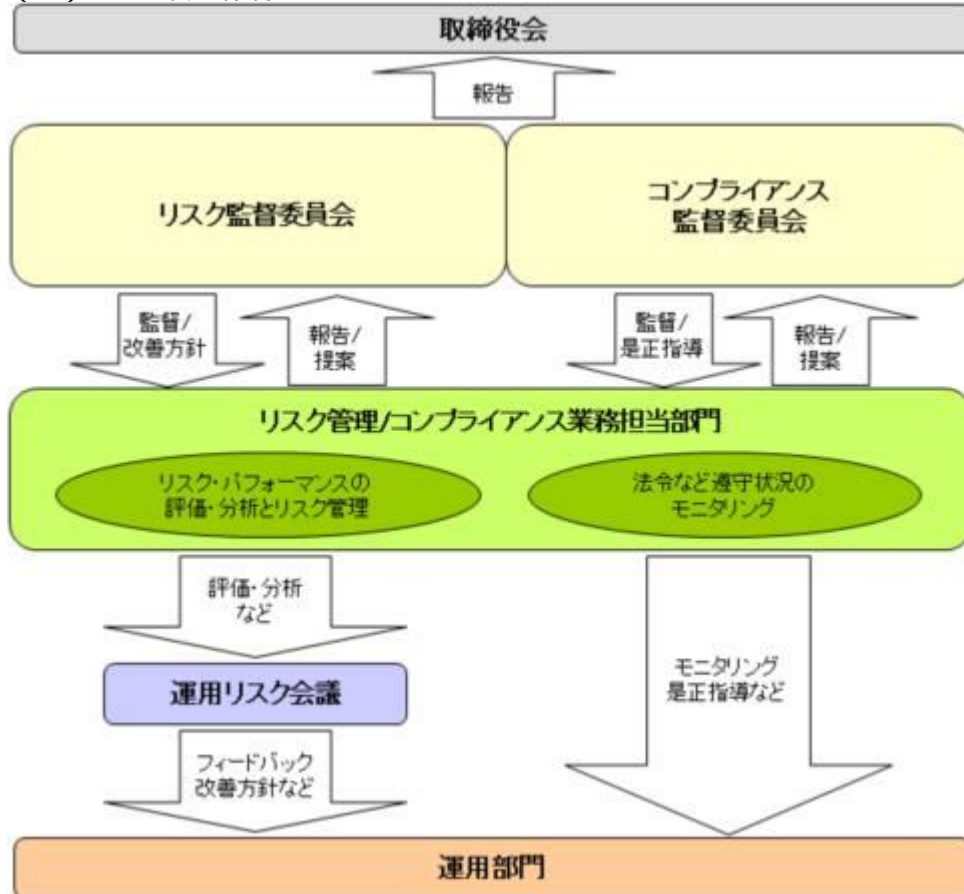 取締役会
報告
リスク監督委員会
コンプライアンス
監督委員会
監督/
改善方針
報告/
提案
監督/
是正指導
報告/
提案
リスク管理/コンプライアンス業務担当部門
リスク・パフォーマンスの
評価・分析とリスク管理
法令など遵守状況の
モニタリング
評価・分析
など
運用リスク会議
モニタリング
是正指導など
フィードバック
改善方針など
運用部門